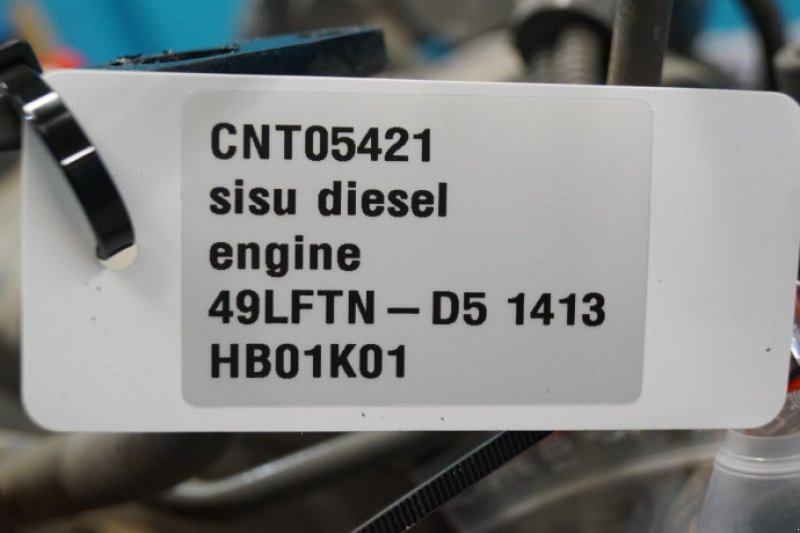 CNT05421
sisu diesel
engine
49LFTN – D5 1413
HB01K01